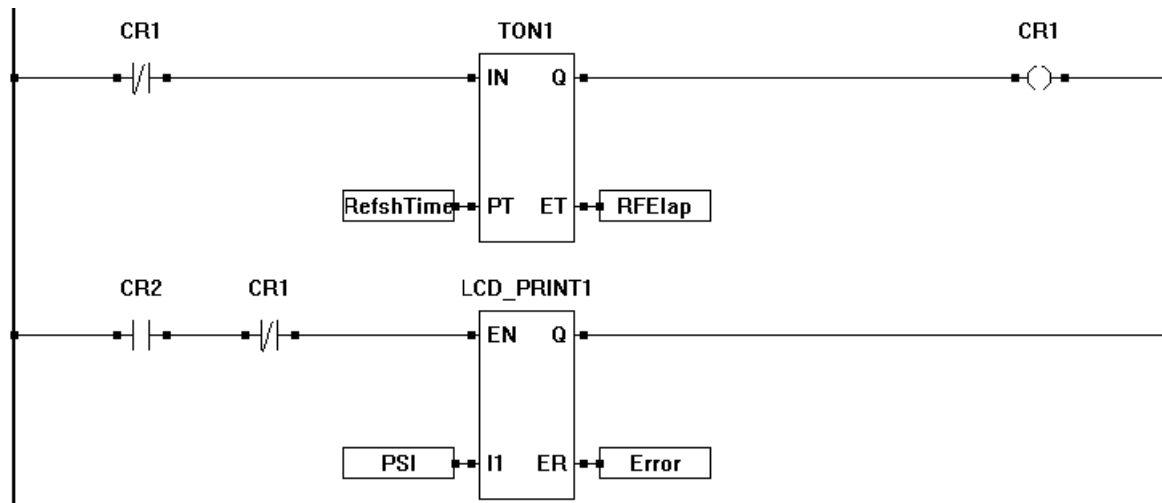 CR1 TON1 CR1
IN Q
RefshTime PT ET RFElap
CR2 CR1 LCD_PRINT1
EN Q
PSI I1 ER Error